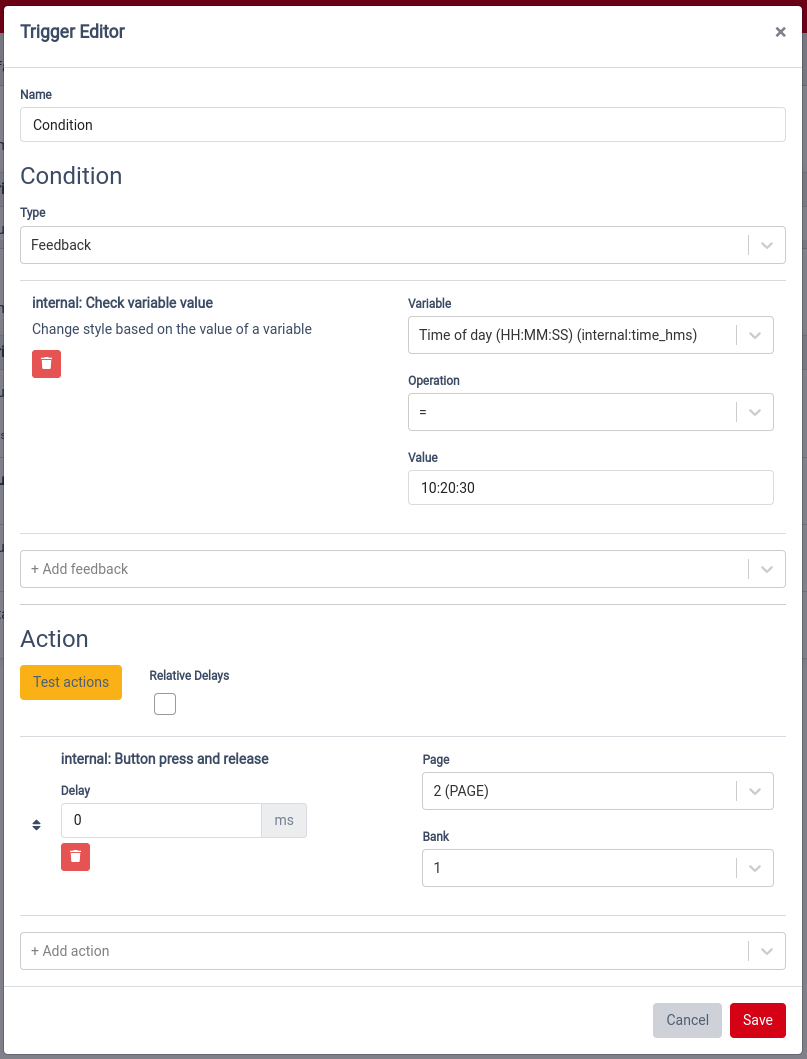 Trigger Editor
×
Name
Condition
Condition
Type
Feedback
internal: Check variable value
Change style based on the value of a variable
Variable
Time of day (HH:MM:SS) (internal:time_hms)
Operation
=
Value
10:20:30
+ Add feedback
Action
Test actions
Relative Delays
internal: Button press and release
Delay
0 ms
Page
2 (PAGE)
Bank
1
+ Add action
Cancel Save